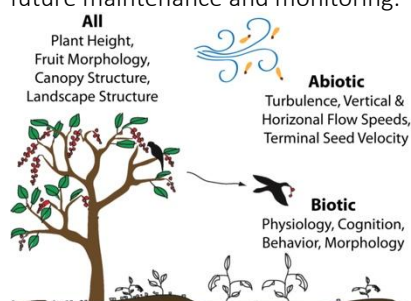 future maintenance and monitoring.
All
Plant Height,
Fruit Morphology,
Canopy Structure,
Landscape Structure
Abiotic
Turbulence, Vertical &
Horizonal Flow Speeds,
Terminal Seed Velocity
Biotic
Physiology, Cognition,
Behavior, Morphology